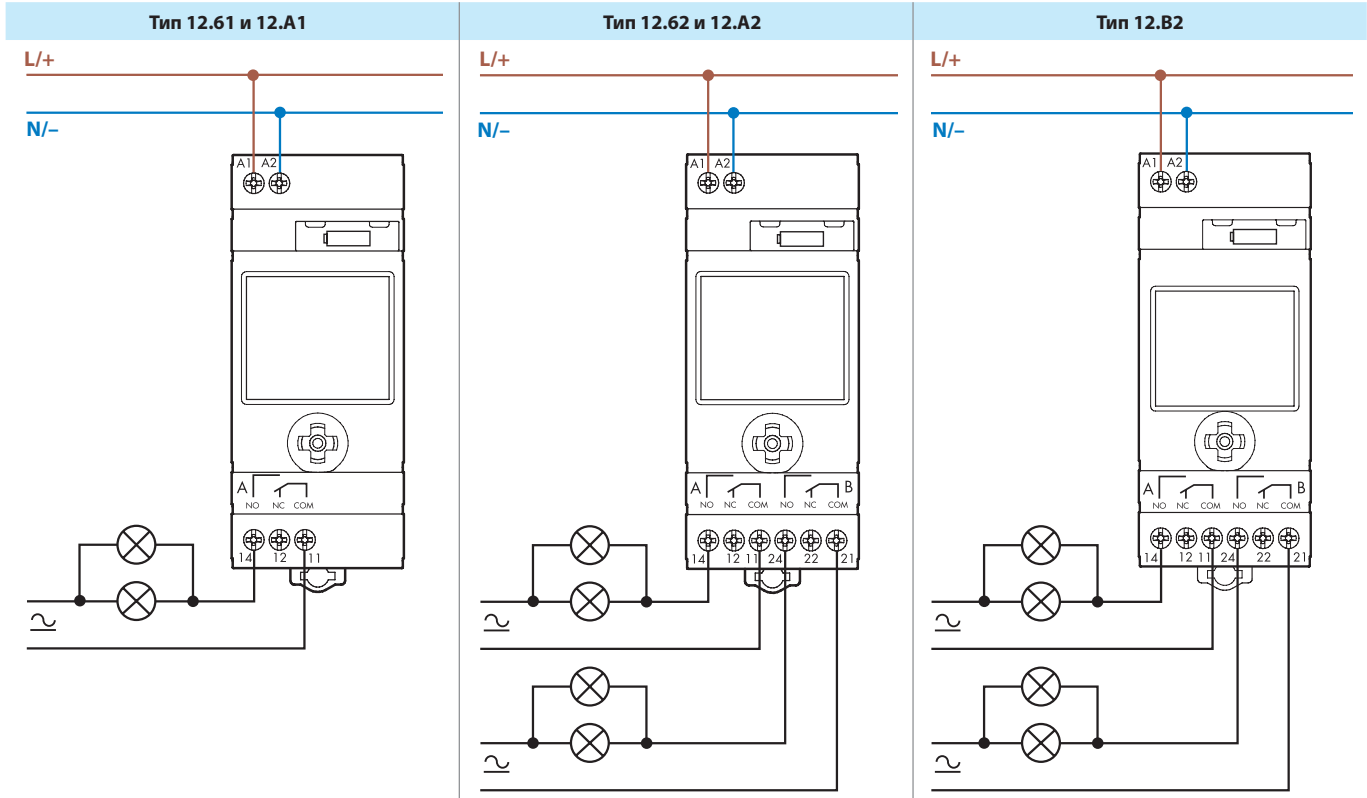 Тип 12.61 и 12.A1
L/+
N/–
A1 A2
A
NO NC COM
14 12 11
Тип 12.62 и 12.A2
L/+
N/–
A1 A2
A B
NO NC COM NO NC COM
14 12 11 24 22 21
Тип 12.B2
L/+
N/–
A1 A2
A B
NO NC COM NO NC COM
14 12 11 24 22 21